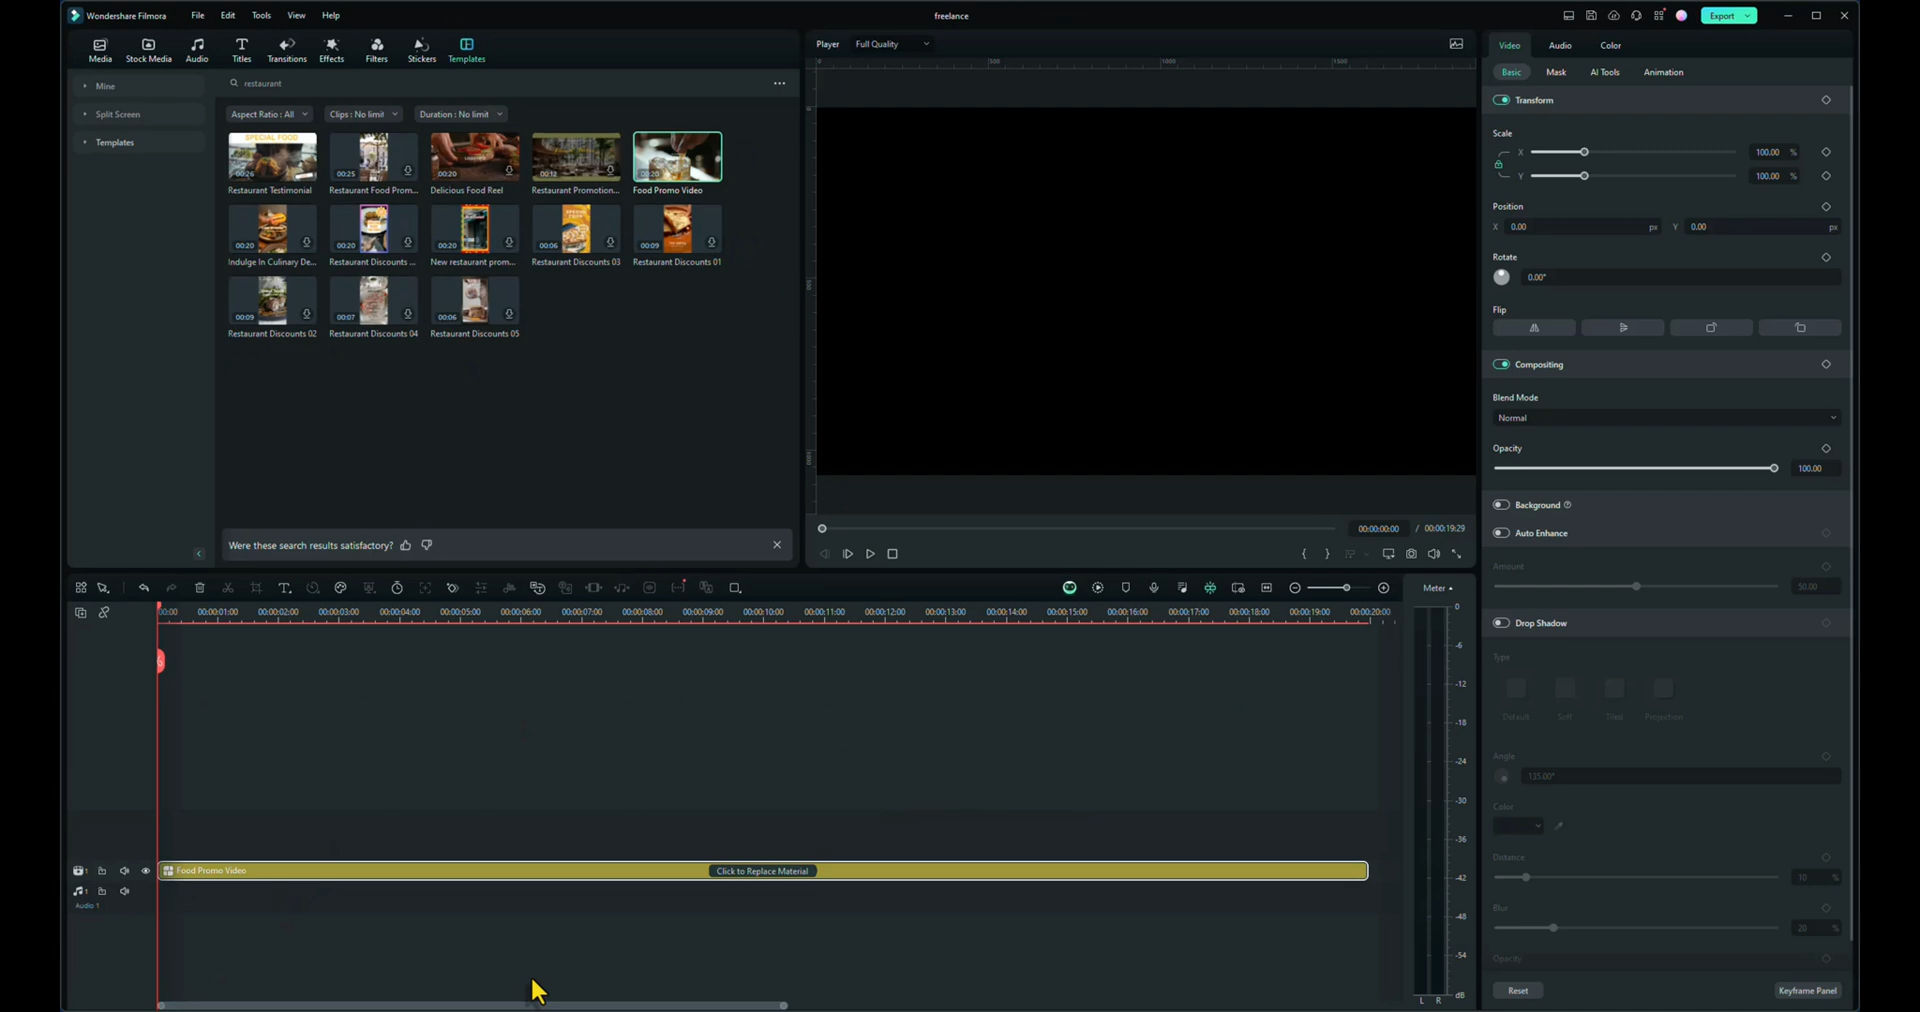 Wondershare Filmora File Edit Tools View Help freelance Export
Media Stock Media Audio Titles Transitions Effects Filters Stickers Templates
Player Full Quality
Video Audio Color
Basic Mask AI Tools Animation
Mine
Split Screen
Templates
restaurant
Aspect Ratio : All Clips : No limit Duration : No limit
SPECIAL FOOD
00:26 00:25 00:20 00:12 00:20
Restaurant Testimonial Restaurant Food Prom... Delicious Food Reel Restaurant Promotion... Food Promo Video
00:20 00:20 00:20 00:06 00:09
Indulge In Culinary De... Restaurant Discounts ... New restaurant prom... Restaurant Discounts 03 Restaurant Discounts 01
00:09 00:07 00:06
Restaurant Discounts 02 Restaurant Discounts 04 Restaurant Discounts 05
Were these search results satisfactory?
0 500 1000 1500
0
500
1000
00:00:00:00 / 00:00:19:29
Transform
Scale
X 100.00 %
Y 100.00 %
Position
X 0.00 px Y 0.00 px
Rotate
0.00°
Flip
Compositing
Blend Mode
Normal
Opacity
100.00
Background
Auto Enhance
Amount
50.00
Drop Shadow
Type
Default Soft Tiled Projection
Angle
135.00°
Color
Distance
10 %
Blur
20 %
Opacity
Reset Keyframe Panel
Meter
00:00 00:00:01:00 00:00:02:00 00:00:03:00 00:00:04:00 00:00:05:00 00:00:06:00 00:00:07:00 00:00:08:00 00:00:09:00 00:00:10:00 00:00:11:00 00:00:12:00 00:00:13:00 00:00:14:00 00:00:15:00 00:00:16:00 00:00:17:00 00:00:18:00 00:00:19:00 00:00:20:00
0
-6
-12
-18
-24
-30
-36
-42
-48
-54
dB
L R
1 Food Promo Video Click to Replace Material
1
Audio 1